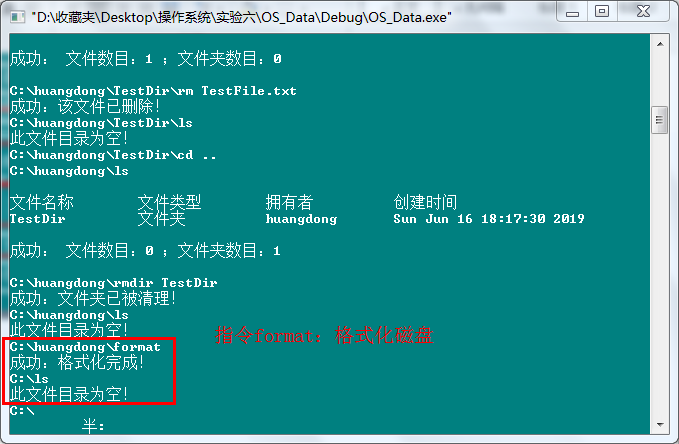 "D:\收藏夹\Desktop\操作系统\实验六\OS_Data\Debug\OS_Data.exe"
成功： 文件数目：1 ；文件夹数目：0
C:\huangdong\TestDir\rm TestFile.txt
成功：该文件已删除！
C:\huangdong\TestDir\ls
此文件目录为空！
C:\huangdong\TestDir\cd ..
C:\huangdong\ls
文件名称 文件类型 拥有者 创建时间
TestDir 文件夹 huangdong Sun Jun 16 18:17:30 2019
成功： 文件数目：0 ；文件夹数目：1
C:\huangdong\rmdir TestDir
成功：文件夹已被清理！
C:\huangdong\ls
此文件目录为空！
指令format：格式化磁盘
C:\huangdong\format
成功：格式化完成！
C:\ls
此文件目录为空！
C:\
半：